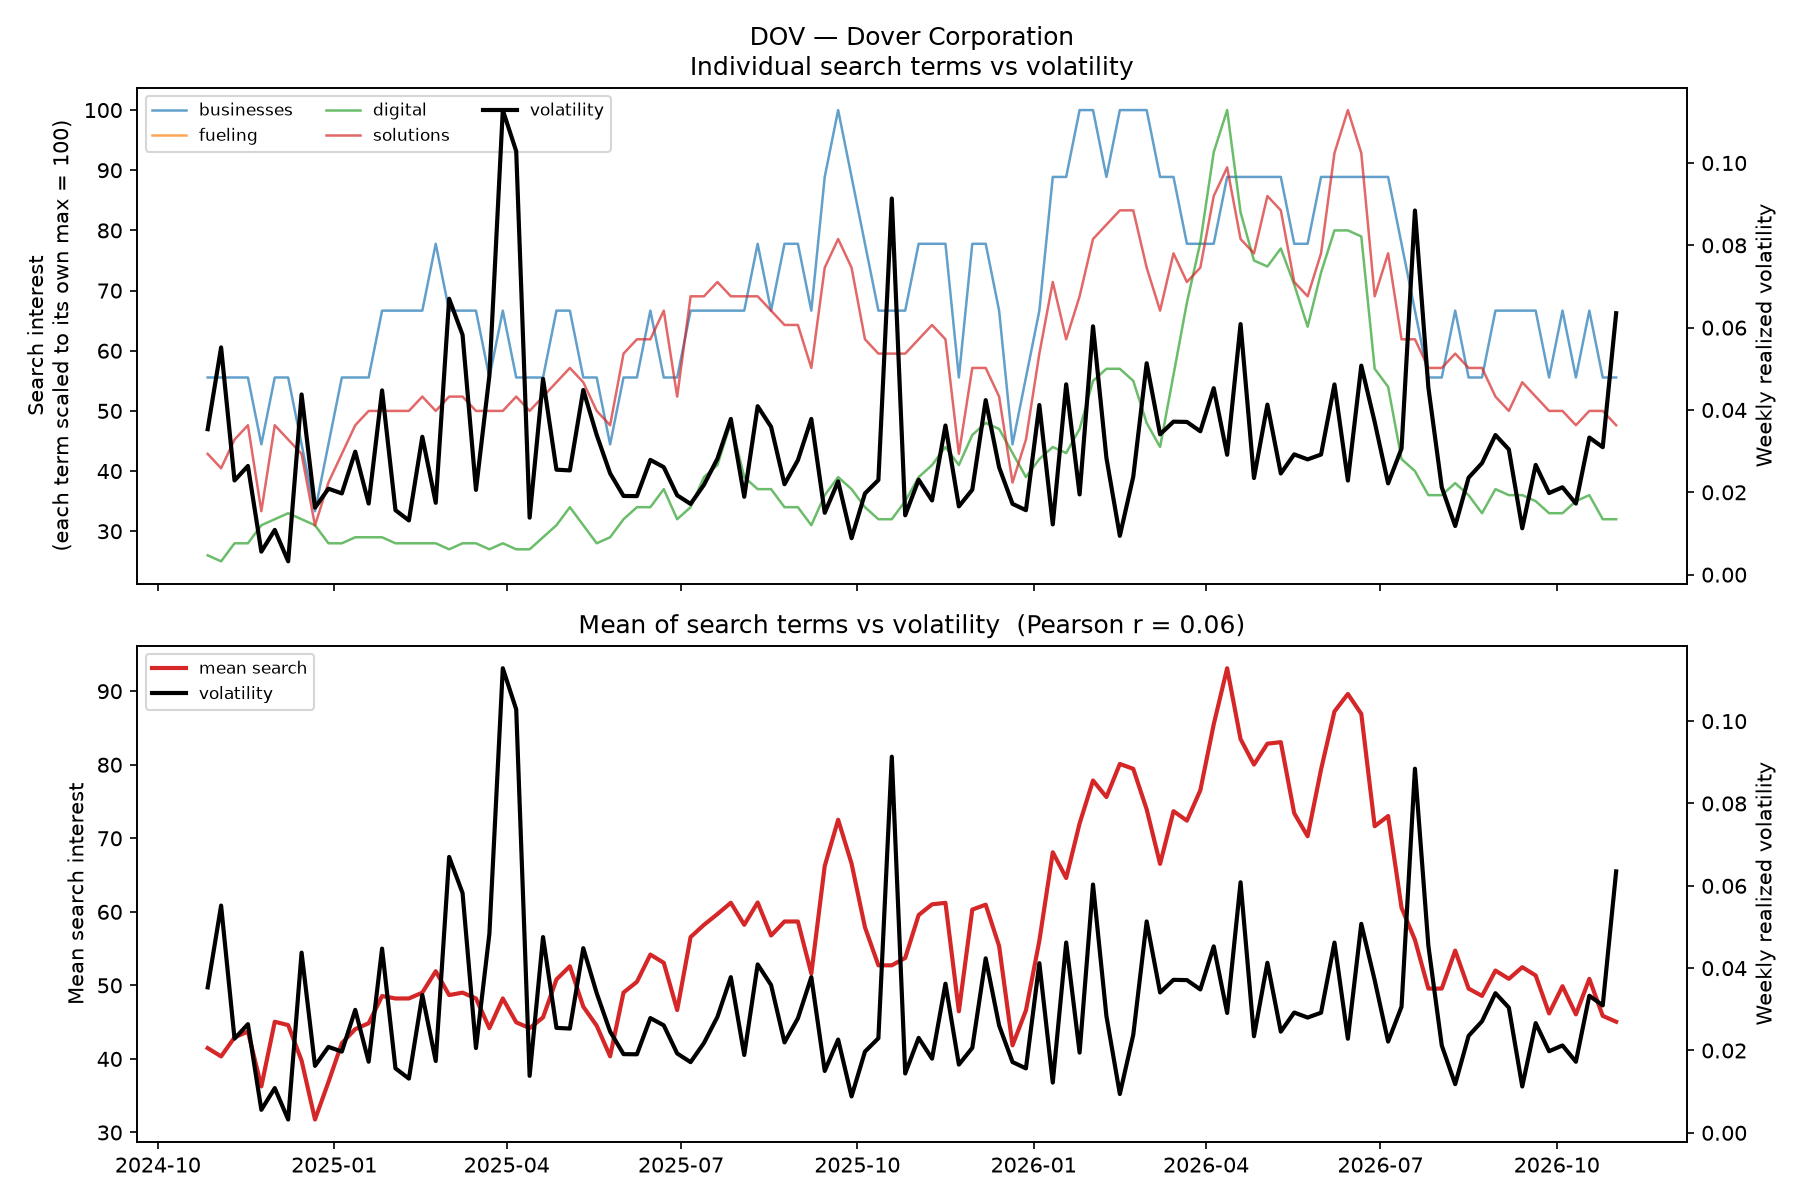 DOV — Dover Corporation
Individual search terms vs volatility
businesses
fueling
digital
solutions
volatility
Search interest
(each term scaled to its own max = 100)
100
90
80
70
60
50
40
30
Weekly realized volatility
0.10
0.08
0.06
0.04
0.02
0.00
Mean of search terms vs volatility  (Pearson r = 0.06)
mean search
volatility
Mean search interest
90
80
70
60
50
40
30
Weekly realized volatility
0.10
0.08
0.06
0.04
0.02
0.00
2024-10 2025-01 2025-04 2025-07 2025-10 2026-01 2026-04 2026-07 2026-10